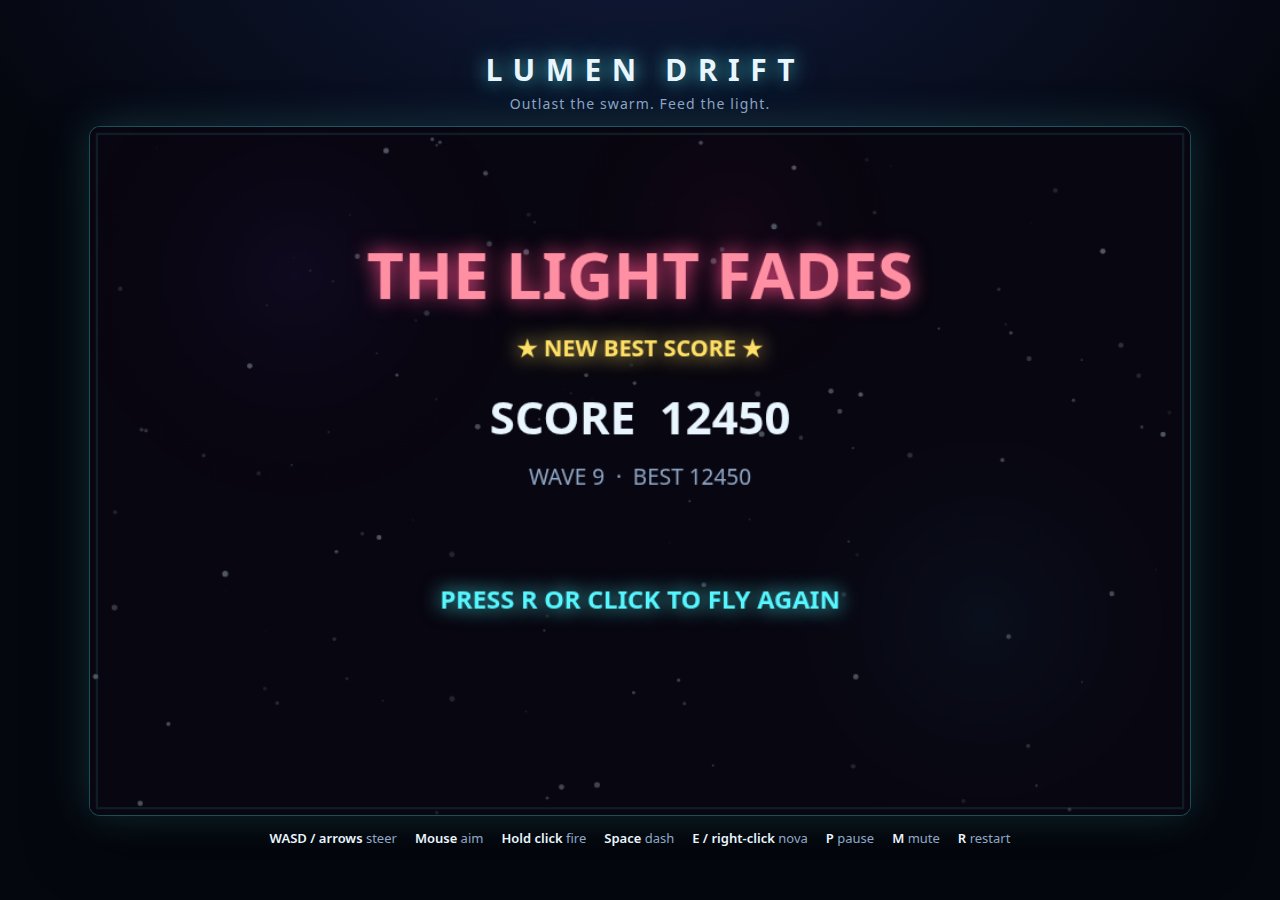 LUMEN DRIFT
Outlast the swarm. Feed the light.
THE LIGHT FADES
★ NEW BEST SCORE ★
SCORE 12450
WAVE 9 · BEST 12450
PRESS R OR CLICK TO FLY AGAIN
WASD / arrows steer Mouse aim Hold click fire Space dash E / right-click nova P pause M mute R restart